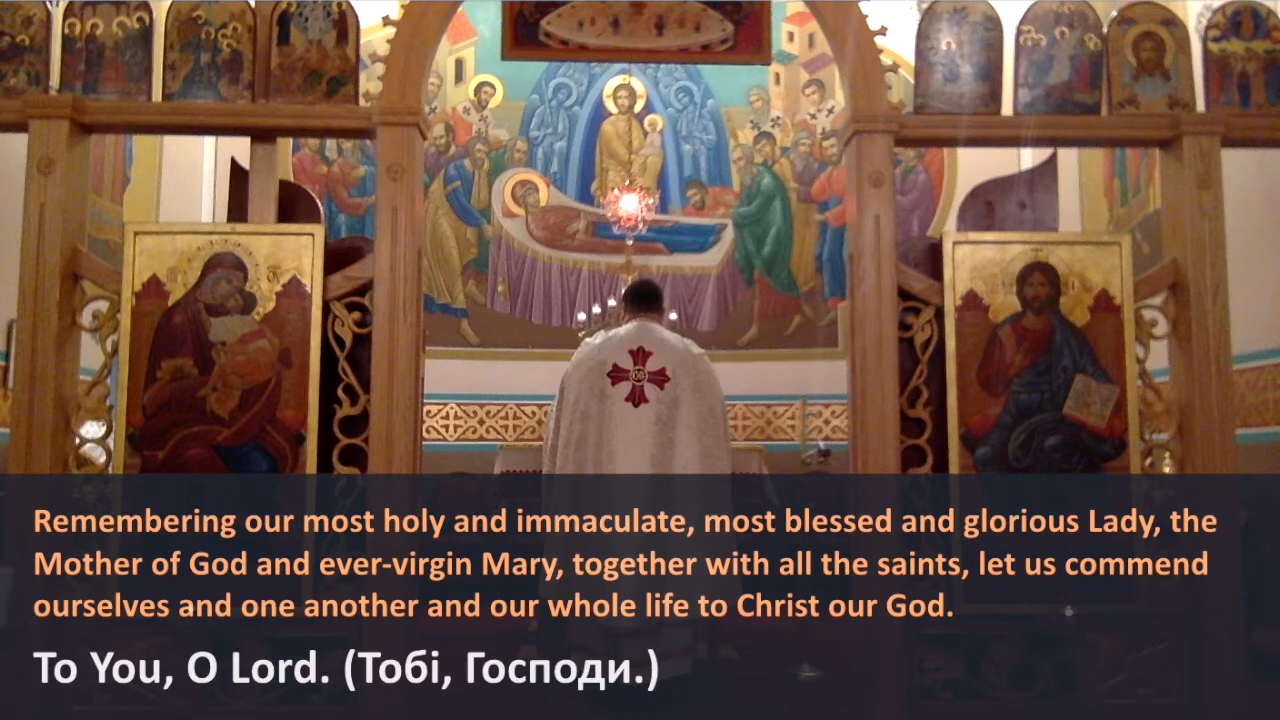 Remembering our most holy and immaculate, most blessed and glorious Lady, the
Mother of God and ever-virgin Mary, together with all the saints, let us commend
ourselves and one another and our whole life to Christ our God.
To You, O Lord. (Тобі, Господи.)